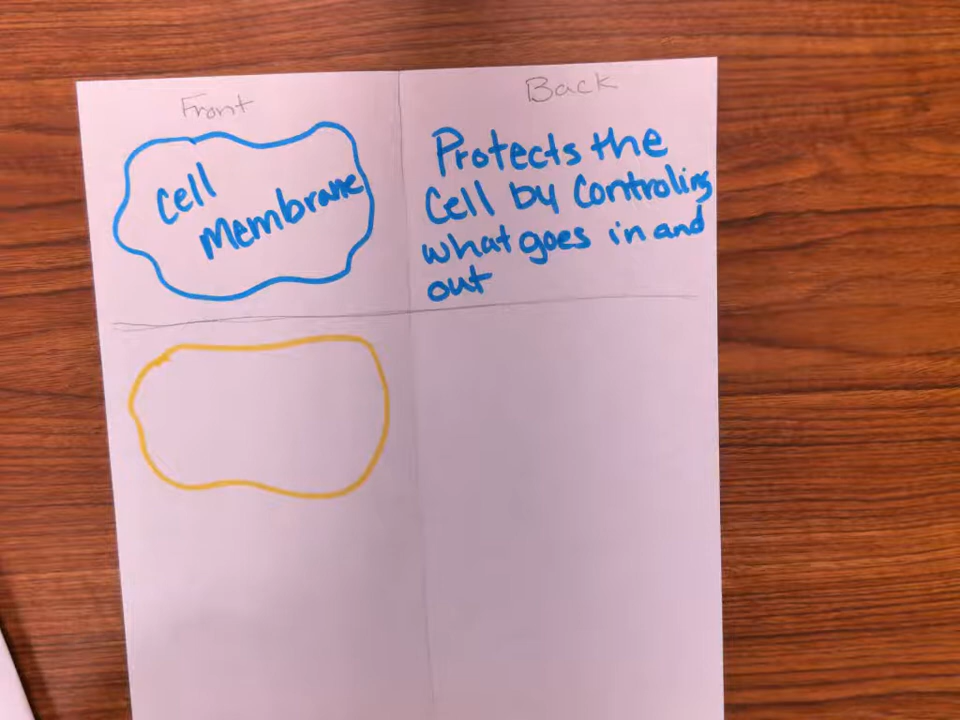 Front
Back
Cell
Membrane
Protects the
Cell by Controling
what goes in and
out